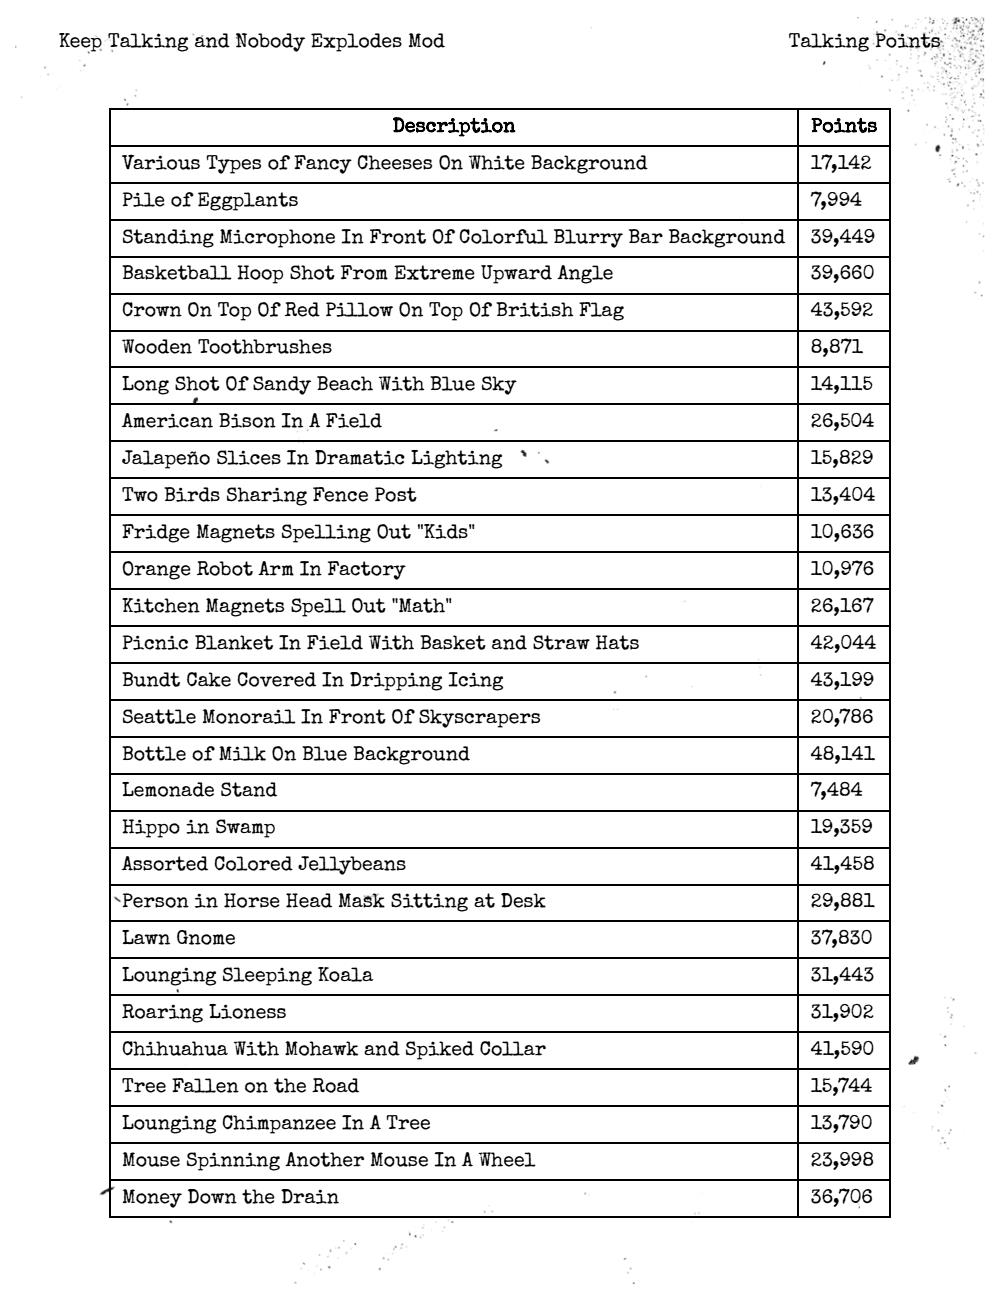 Keep Talking and Nobody Explodes Mod Talking Points
Description Points
Various Types of Fancy Cheeses On White Background 17,142
Pile of Eggplants 7,994
Standing Microphone In Front Of Colorful Blurry Bar Background 39,449
Basketball Hoop Shot From Extreme Upward Angle 39,660
Crown On Top Of Red Pillow On Top Of British Flag 43,592
Wooden Toothbrushes 8,871
Long Shot Of Sandy Beach With Blue Sky 14,115
American Bison In A Field 26,504
Jalapeño Slices In Dramatic Lighting 15,829
Two Birds Sharing Fence Post 13,404
Fridge Magnets Spelling Out "Kids" 10,636
Orange Robot Arm In Factory 10,976
Kitchen Magnets Spell Out "Math" 26,167
Picnic Blanket In Field With Basket and Straw Hats 42,044
Bundt Cake Covered In Dripping Icing 43,199
Seattle Monorail In Front Of Skyscrapers 20,786
Bottle of Milk On Blue Background 48,141
Lemonade Stand 7,484
Hippo in Swamp 19,359
Assorted Colored Jellybeans 41,458
Person in Horse Head Mask Sitting at Desk 29,881
Lawn Gnome 37,830
Lounging Sleeping Koala 31,443
Roaring Lioness 31,902
Chihuahua With Mohawk and Spiked Collar 41,590
Tree Fallen on the Road 15,744
Lounging Chimpanzee In A Tree 13,790
Mouse Spinning Another Mouse In A Wheel 23,998
Money Down the Drain 36,706